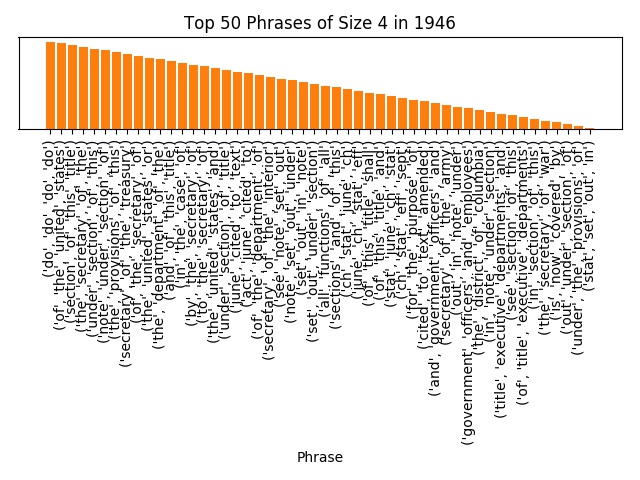 Top 50 Phrases of Size 4 in 1946
('do', 'do', 'do', 'do')
('of', 'the', 'united', 'states')
('section', 'of', 'this', 'title')
('the', 'secretary', 'of', 'the')
('under', 'section', 'of', 'this')
('note', 'under', 'section', 'of')
('the', 'provisions', 'of', 'this')
('secretary', 'of', 'the', 'treasury')
('of', 'the', 'secretary', 'of')
('the', 'united', 'states', 'or')
('the', 'department', 'of', 'the')
('and', 'of', 'this', 'title')
('in', 'the', 'case', 'of')
('by', 'the', 'secretary', 'of')
('to', 'the', 'secretary', 'of')
('the', 'united', 'states', 'and')
('under', 'section', 'of', 'title')
('june', 'cited', 'to', 'text')
('act', 'june', 'cited', 'to')
('of', 'the', 'department', 'of')
('secretary', 'of', 'the', 'interior')
('see', 'note', 'set', 'out')
('note', 'set', 'out', 'under')
('set', 'out', 'in', 'note')
('set', 'out', 'under', 'section')
('all', 'functions', 'of', 'all')
('sections', 'and', 'of', 'this')
('ch', 'stat', 'june', 'ch')
('june', 'ch', 'stat', 'eff')
('of', 'this', 'title', 'shall')
('of', 'this', 'title', 'and')
('stat', 'june', 'ch', 'stat')
('ch', 'stat', 'eff', 'sept')
('for', 'the', 'purpose', 'of')
('cited', 'to', 'text', 'amended')
('and', 'government', 'officers', 'and')
('secretary', 'of', 'the', 'army')
('out', 'in', 'note', 'under')
('government', 'officers', 'and', 'employees')
('the', 'district', 'of', 'columbia')
('in', 'note', 'under', 'section')
('title', 'executive', 'departments', 'and')
('see', 'section', 'of', 'this')
('of', 'title', 'executive', 'departments')
('in', 'section', 'of', 'this')
('the', 'secretary', 'of', 'war')
('is', 'now', 'covered', 'by')
('out', 'under', 'section', 'of')
('under', 'the', 'provisions', 'of')
('stat', 'set', 'out', 'in')
Phrase